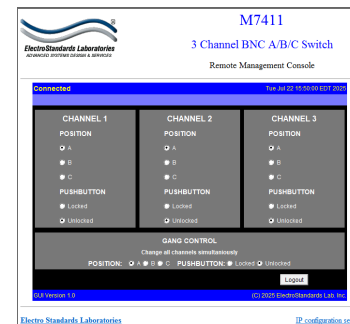 M7411
®
ElectroStandards Laboratories
ADVANCED SYSTEMS DESIGN & SERVICES
3 Channel BNC A/B/C Switch
Remote Management Console
Connected
Tue Jul 22 15:50:00 EDT 2025
CHANNEL 1
POSITION
A
B
C
PUSHBUTTON
Locked
Unlocked
CHANNEL 2
POSITION
A
B
C
PUSHBUTTON
Locked
Unlocked
CHANNEL 3
POSITION
A
B
C
PUSHBUTTON
Locked
Unlocked
GANG CONTROL
Change all channels simultaniously
POSITION: A B C PUSHBUTTON: Locked Unlocked
Logout
GUI Version 1.0
(C) 2025 ElectroStandards Lab, Inc.
Electro Standards Laboratories
IP configuration se